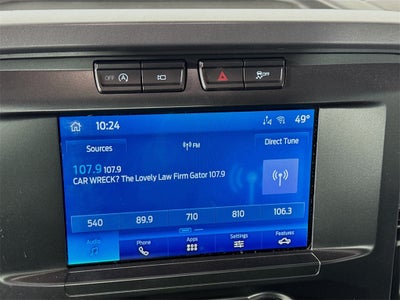 OFF A OFF
10:24 49°
Sources FM Direct Tune
107.9 107.9
CAR WRECK? The Lovely Law Firm Gator 107.9
540 89.9 710 810 106.3
Audio Phone Apps Settings Features